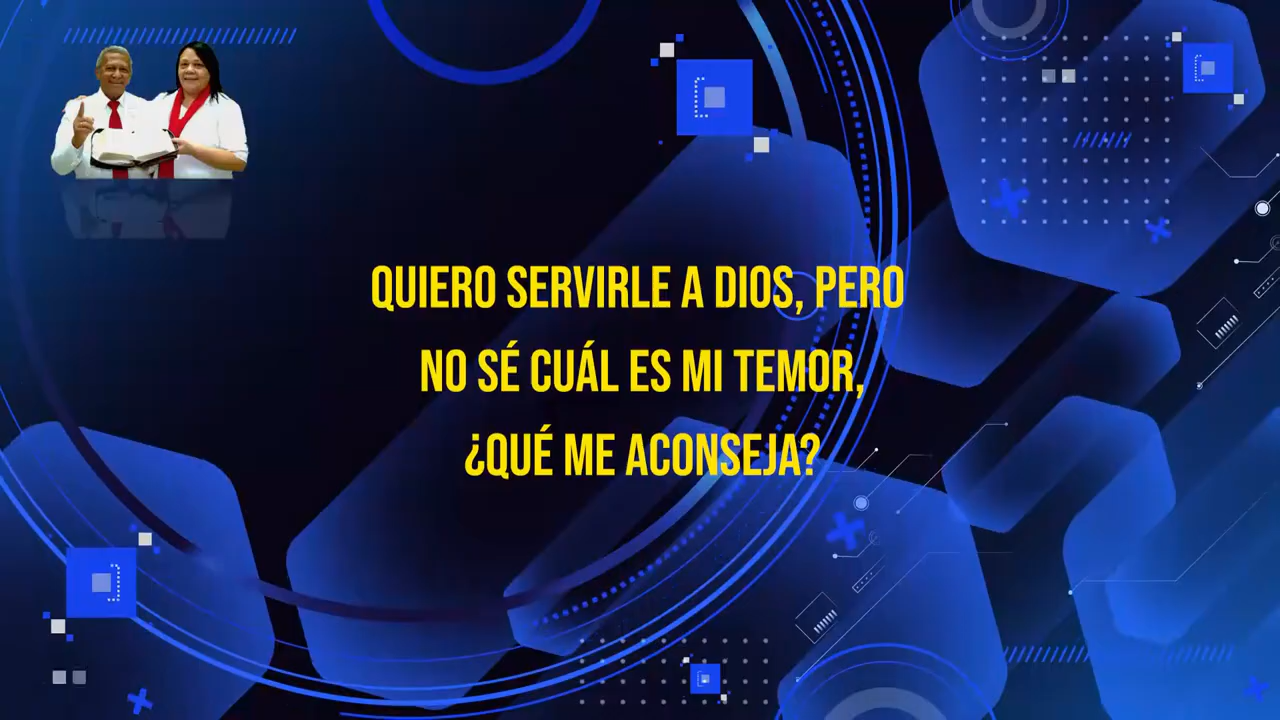 QUIERO SERVIRLE A DIOS, PERO
NO SÉ CUÁL ES MI TEMOR,
¿QUÉ ME ACONSEJA?